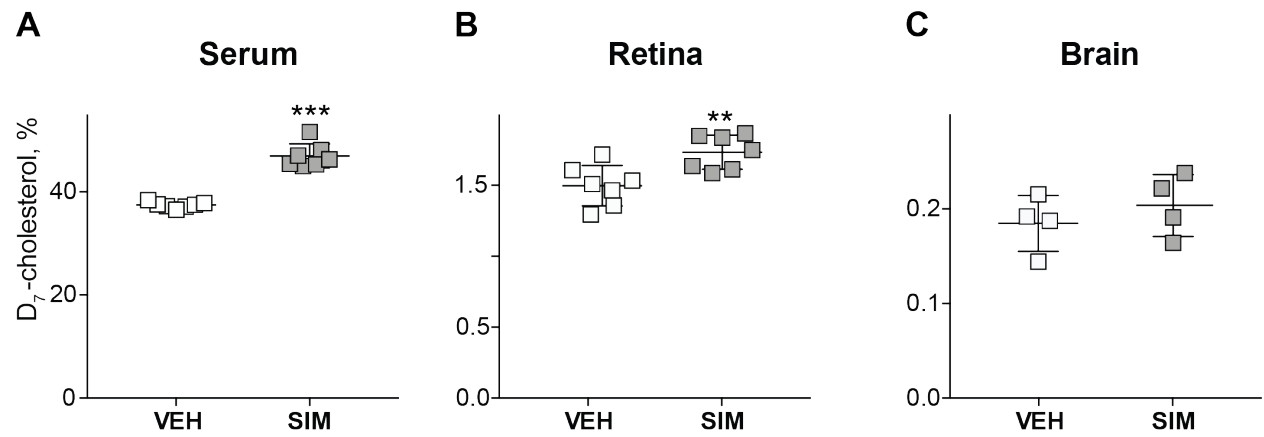 A
Serum
D7-cholesterol, %
40
20
0
***
VEH
SIM
B
Retina
1.5
0.5
0.0
**
VEH
SIM
C
Brain
0.2
0.1
0.0
VEH
SIM